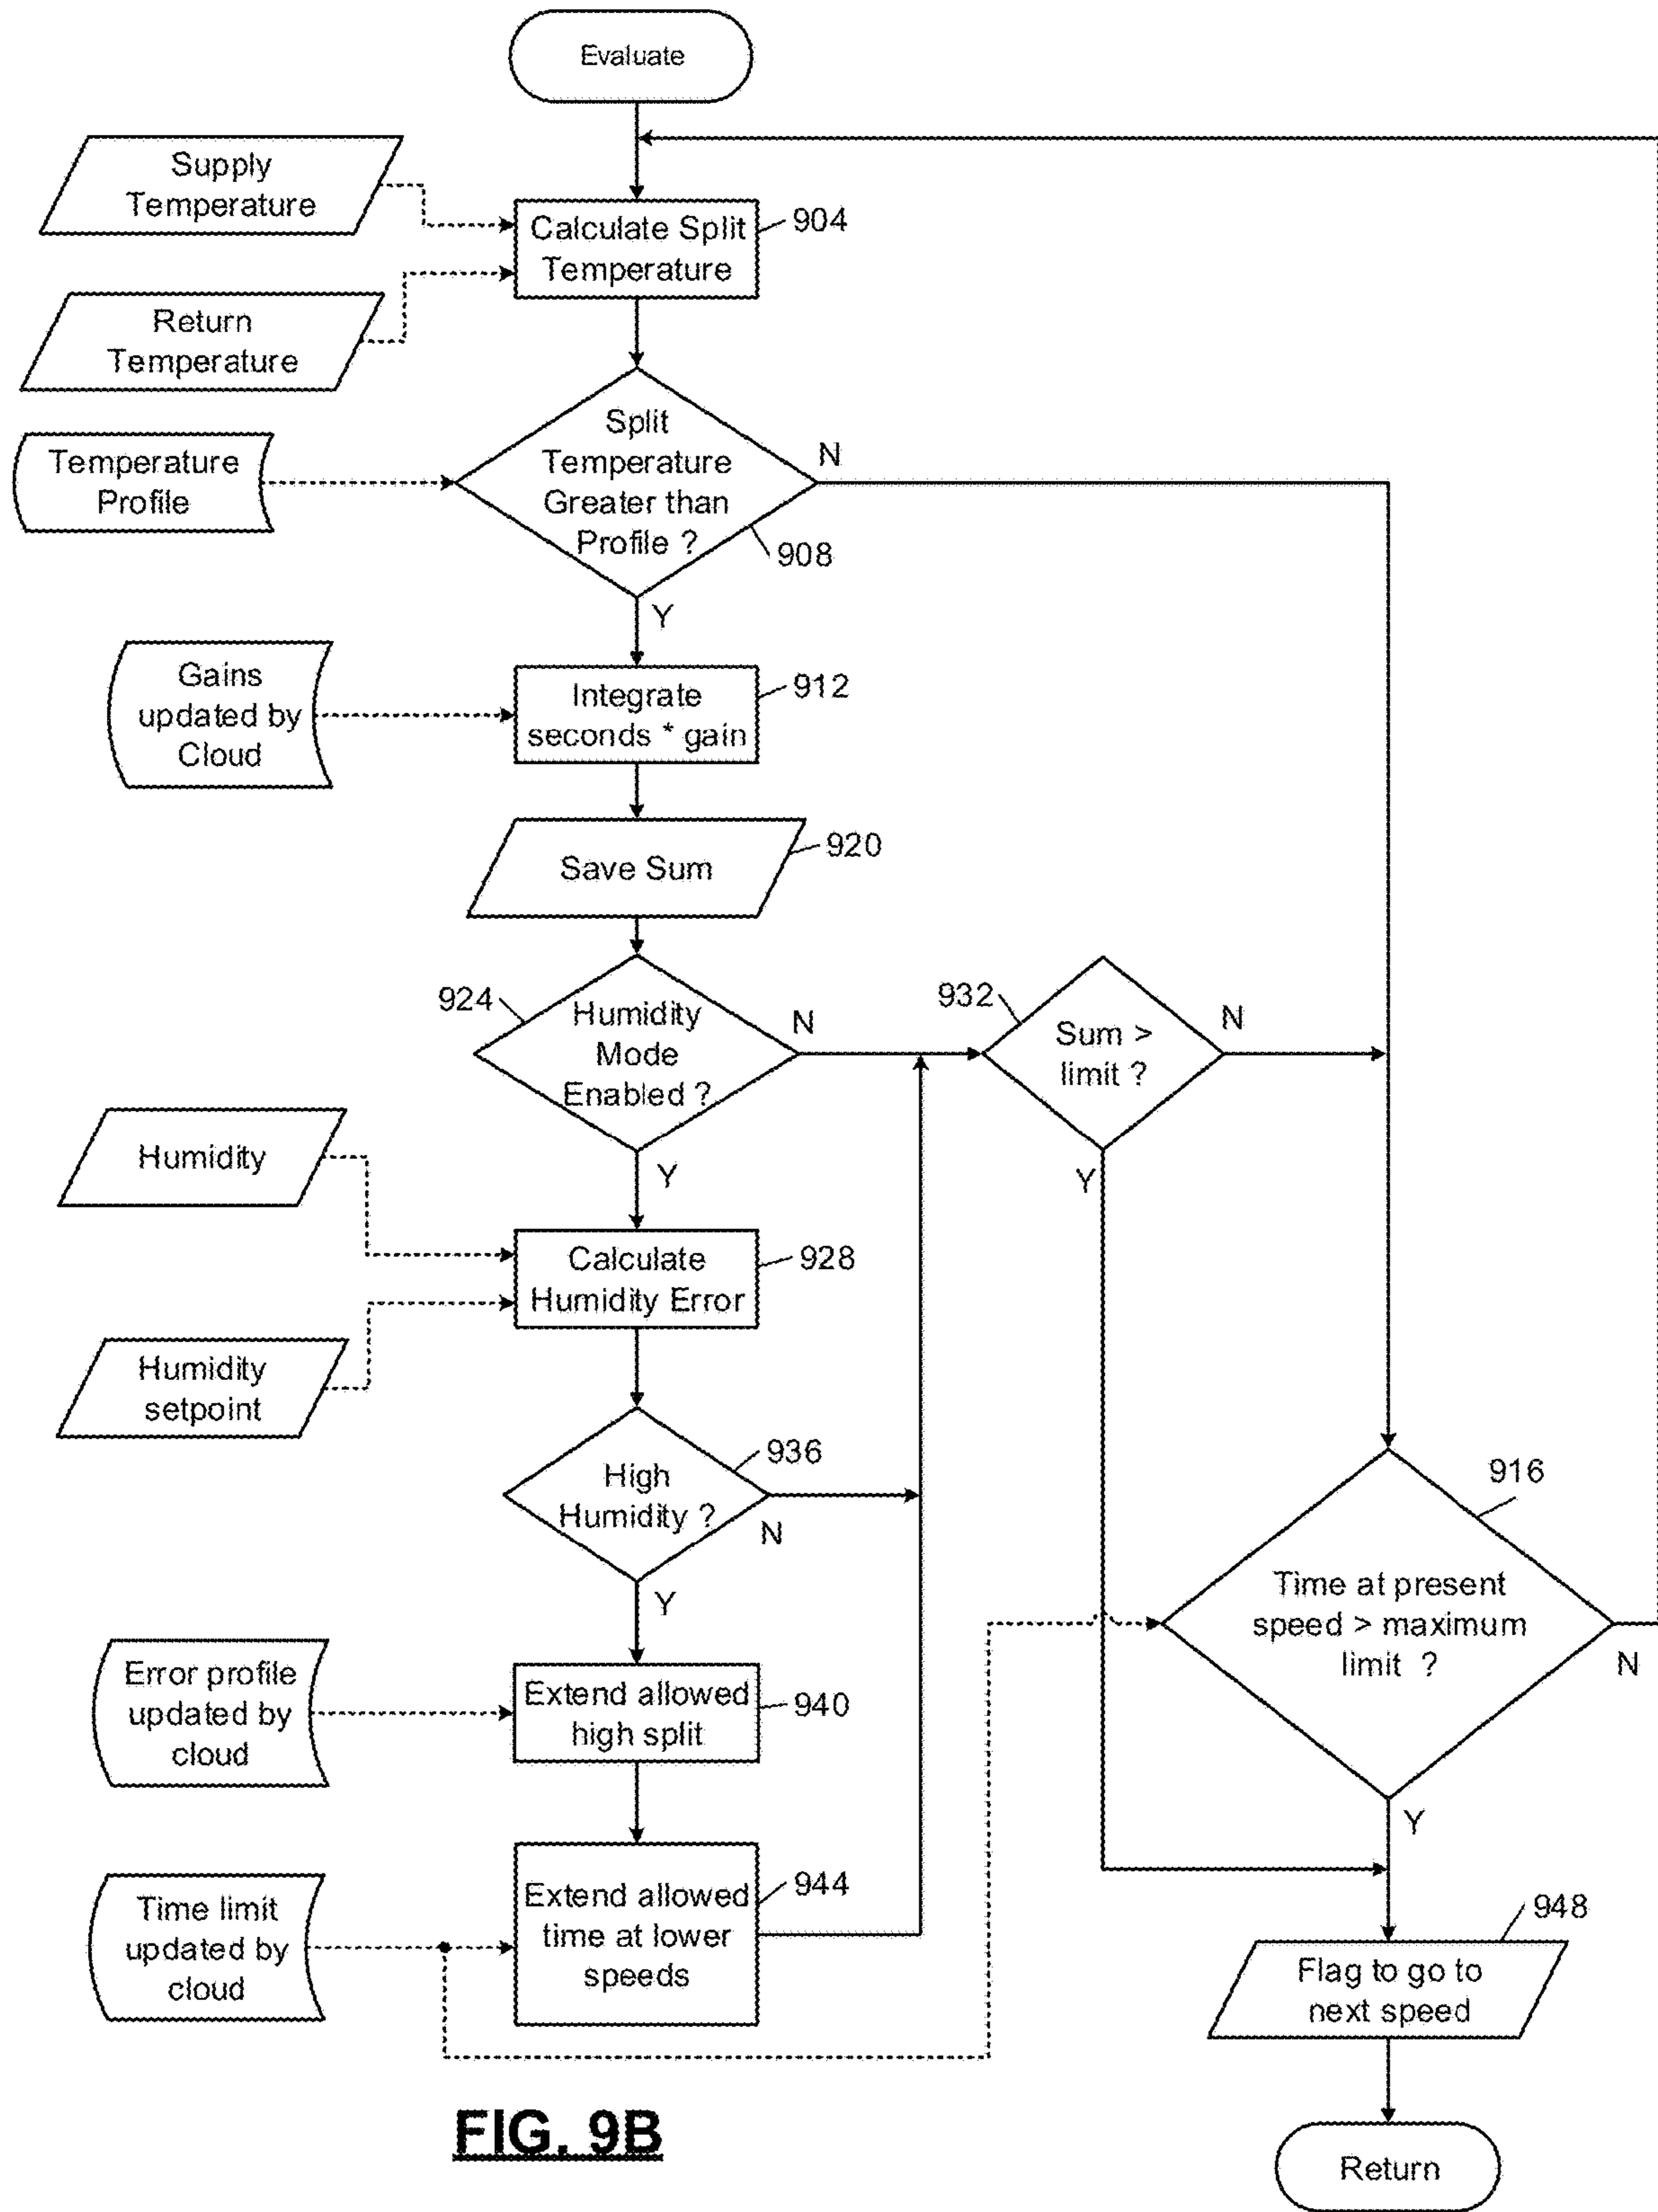 Evaluate
Supply
Temperature
Calculate Split
Temperature
904
Return
Temperature
Split
Temperature
Greater than
Profile ?
N
908
Y
Temperature
Profile
Gains
updated by
Cloud
Integrate
seconds * gain
912
Save Sum
920
924
Humidity
Mode
Enabled ?
N
Y
932
Sum >
limit ?
N
Y
Humidity
Calculate
Humidity Error
928
Humidity
setpoint
High
Humidity ?
936
N
Y
916
Time at present
speed > maximum
limit ?
N
Y
Error profile
updated by
cloud
Extend allowed
high split
940
Time limit
updated by
cloud
Extend allowed
time at lower
speeds
944
948
Flag to go to
next speed
Return
FIG. 9B